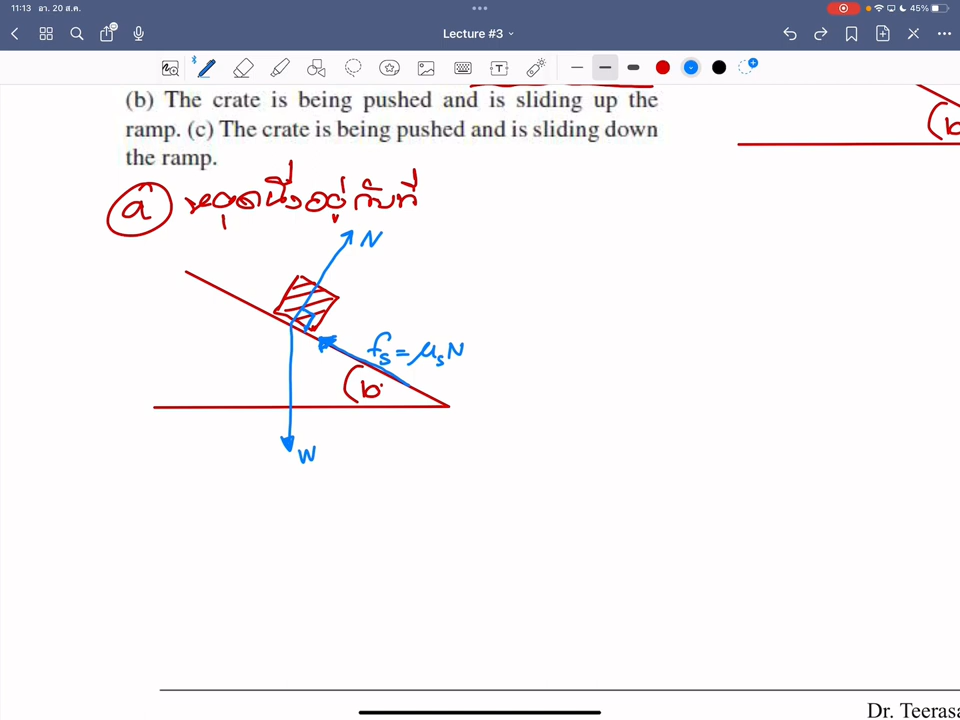 11:13 อา. 20 ส.ค.
45%
Lecture #3
(b) The crate is being pushed and is sliding up the
ramp. (c) The crate is being pushed and is sliding down
the ramp.
(b
a หยุดนิ่งอยู่กับที่
N
fs = μsN
(b
W
Dr. Teerasa